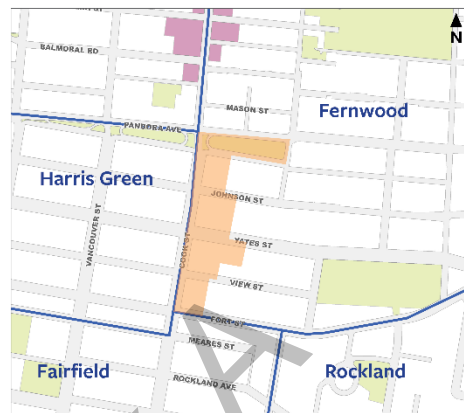 N
BALMORAL RD
MASON ST
Fernwood
PANDORA AVE
Harris Green
JOHNSON ST
VANCOUVER ST
COOK ST
YATES ST
VIEW ST
FORT ST
MEARES ST
Fairfield
Rockland
ROCKLAND AVE